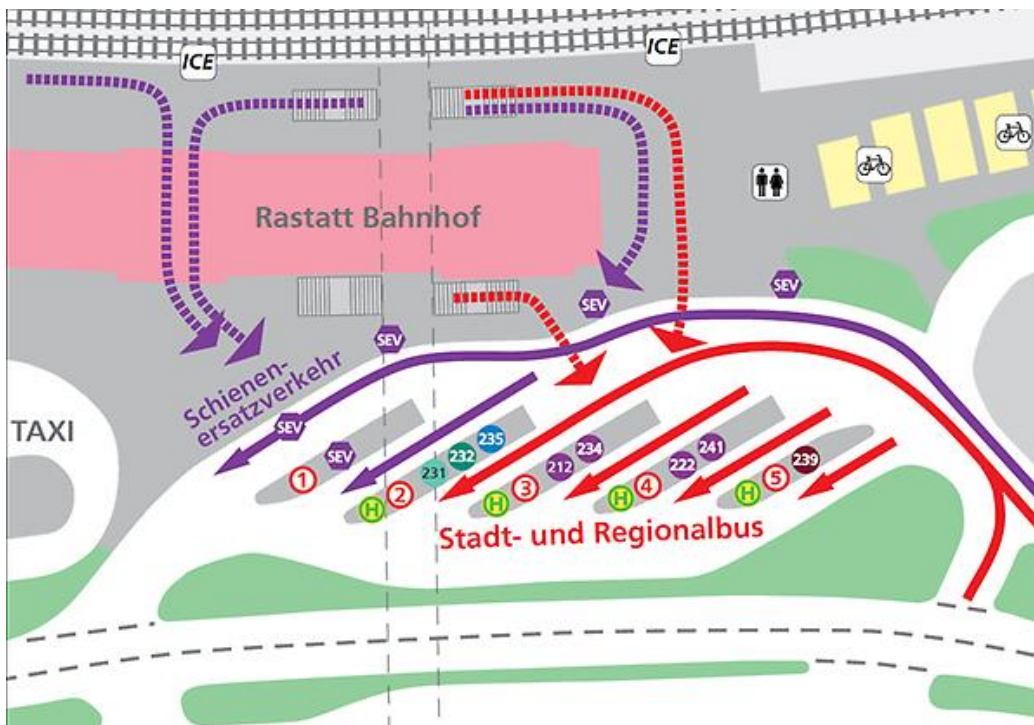 ICE
ICE
Rastatt Bahnhof
SEV
SEV
SEV
Schienen-
ersatzverkehr
TAXI
SEV
SEV
1
H
2
231
232
235
H
3
212
234
H
4
222
241
H
5
239
Stadt- und Regionalbus